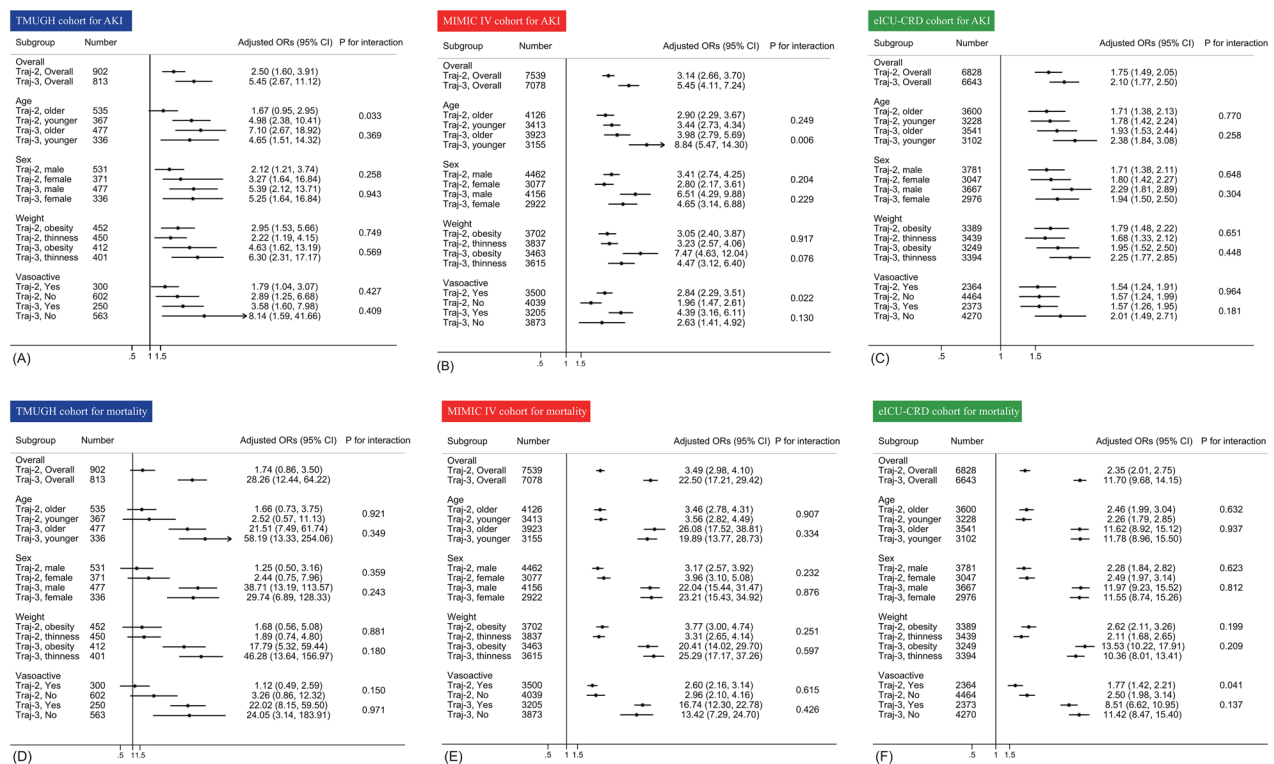 TMUGH cohort for AKI
Subgroup Number Adjusted ORs (95% CI) P for interaction
Overall
Traj-2, Overall 902 2.50 (1.60, 3.91)
Traj-3, Overall 813 5.45 (2.67, 11.12)
Age
Traj-2, older 535 1.67 (0.95, 2.95)
0.033
Traj-2, younger 367 4.98 (2.38, 10.41)
Traj-3, older 477 7.10 (2.67, 18.92)
0.369
Traj-3, younger 336 4.65 (1.51, 14.32)
Sex
Traj-2, male 531 2.12 (1.21, 3.74)
0.258
Traj-2, female 371 3.27 (1.64, 16.84)
Traj-3, male 477 5.39 (2.12, 13.71)
0.943
Traj-3, female 336 5.25 (1.64, 16.84)
Weight
Traj-2, obesity 452 2.95 (1.53, 5.66)
0.749
Traj-2, thinness 450 2.22 (1.19, 4.15)
Traj-3, obesity 412 4.63 (1.62, 13.19)
0.569
Traj-3, thinness 401 6.30 (2.31, 17.17)
Vasoactive
Traj-2, Yes 300 1.79 (1.04, 3.07)
0.427
Traj-2, No 602 2.89 (1.25, 6.68)
Traj-3, Yes 250 3.58 (1.60, 7.98)
0.409
Traj-3, No 563 8.14 (1.59, 41.66)
.5 1 1.5
(A)
MIMIC IV cohort for AKI
Subgroup Number Adjusted ORs (95% CI) P for interaction
Overall
Traj-2, Overall 7539 3.14 (2.66, 3.70)
Traj-3, Overall 7078 5.45 (4.11, 7.24)
Age
Traj-2, older 4126 2.90 (2.29, 3.67)
0.249
Traj-2, younger 3413 3.44 (2.73, 4.34)
Traj-3, older 3923 3.98 (2.79, 5.69)
0.006
Traj-3, younger 3155 8.84 (5.47, 14.30)
Sex
Traj-2, male 4462 3.41 (2.74, 4.25)
0.204
Traj-2, female 3077 2.80 (2.17, 3.61)
Traj-3, male 4156 6.51 (4.29, 9.88)
0.229
Traj-3, female 2922 4.65 (3.14, 6.88)
Weight
Traj-2, obesity 3702 3.05 (2.40, 3.87)
0.917
Traj-2, thinness 3837 3.23 (2.57, 4.06)
Traj-3, obesity 3463 7.47 (4.63, 12.04)
0.076
Traj-3, thinness 3615 4.47 (3.12, 6.40)
Vasoactive
Traj-2, Yes 3500 2.84 (2.29, 3.51)
0.022
Traj-2, No 4039 1.96 (1.47, 2.61)
Traj-3, Yes 3205 4.39 (3.16, 6.11)
0.130
Traj-3, No 3873 2.63 (1.41, 4.92)
.5 1 1.5
(B)
eICU-CRD cohort for AKI
Subgroup Number Adjusted ORs (95% CI) P for interaction
Overall
Traj-2, Overall 6828 1.75 (1.49, 2.05)
Traj-3, Overall 6643 2.10 (1.77, 2.50)
Age
Traj-2, older 3600 1.71 (1.38, 2.13)
0.770
Traj-2, younger 3228 1.78 (1.42, 2.24)
Traj-3, older 3541 1.93 (1.53, 2.44)
0.258
Traj-3, younger 3102 2.38 (1.84, 3.08)
Sex
Traj-2, male 3781 1.71 (1.38, 2.11)
0.648
Traj-2, female 3047 1.80 (1.42, 2.27)
Traj-3, male 3667 2.29 (1.81, 2.89)
0.304
Traj-3, female 2976 1.94 (1.50, 2.50)
Weight
Traj-2, obesity 3389 1.79 (1.48, 2.22)
0.651
Traj-2, thinness 3439 1.68 (1.33, 2.12)
Traj-3, obesity 3249 1.95 (1.52, 2.50)
0.448
Traj-3, thinness 3394 2.25 (1.77, 2.85)
Vasoactive
Traj-2, Yes 2364 1.54 (1.24, 1.91)
0.964
Traj-2, No 4464 1.57 (1.24, 1.99)
Traj-3, Yes 2373 1.57 (1.26, 1.95)
0.181
Traj-3, No 4270 2.01 (1.49, 2.71)
.5 1 1.5
(C)
TMUGH cohort for mortality
Subgroup Number Adjusted ORs (95% CI) P for interaction
Overall
Traj-2, Overall 902 1.74 (0.86, 3.50)
Traj-3, Overall 813 28.26 (12.44, 64.22)
Age
Traj-2, older 535 1.66 (0.73, 3.75)
0.921
Traj-2, younger 367 2.52 (0.57, 11.13)
Traj-3, older 477 21.51 (7.49, 61.74)
0.349
Traj-3, younger 336 58.19 (13.33, 254.06)
Sex
Traj-2, male 531 1.25 (0.50, 3.16)
0.359
Traj-2, female 371 2.44 (0.75, 7.96)
Traj-3, male 477 38.71 (13.19, 113.57)
0.243
Traj-3, female 336 29.74 (6.89, 128.33)
Weight
Traj-2, obesity 452 1.68 (0.56, 5.08)
0.881
Traj-2, thinness 450 1.89 (0.74, 4.80)
Traj-3, obesity 412 17.79 (5.32, 59.44)
0.180
Traj-3, thinness 401 46.28 (13.64, 156.97)
Vasoactive
Traj-2, Yes 300 1.12 (0.49, 2.59)
0.150
Traj-2, No 602 3.26 (0.86, 12.32)
Traj-3, Yes 250 22.02 (8.15, 59.50)
0.971
Traj-3, No 563 24.05 (3.14, 183.91)
.5 1 1.5
(D)
MIMIC IV cohort for mortality
Subgroup Number Adjusted ORs (95% CI) P for interaction
Overall
Traj-2, Overall 7539 3.49 (2.98, 4.10)
Traj-3, Overall 7078 22.50 (17.21, 29.42)
Age
Traj-2, older 4126 3.46 (2.78, 4.31)
0.907
Traj-2, younger 3413 3.56 (2.82, 4.49)
Traj-3, older 3923 26.08 (17.52, 38.81)
0.334
Traj-3, younger 3155 19.89 (13.77, 28.73)
Sex
Traj-2, male 4462 3.17 (2.57, 3.92)
0.232
Traj-2, female 3077 3.96 (3.10, 5.08)
Traj-3, male 4156 22.04 (15.44, 31.47)
0.876
Traj-3, female 2922 23.21 (15.43, 34.92)
Weight
Traj-2, obesity 3702 3.77 (3.00, 4.74)
0.251
Traj-2, thinness 3837 3.31 (2.65, 4.14)
Traj-3, obesity 3463 20.41 (14.02, 29.70)
0.597
Traj-3, thinness 3615 25.29 (17.17, 37.26)
Vasoactive
Traj-2, Yes 3500 2.60 (2.16, 3.14)
0.615
Traj-2, No 4039 2.96 (2.10, 4.16)
Traj-3, Yes 3205 16.74 (12.30, 22.78)
0.426
Traj-3, No 3873 13.42 (7.29, 24.70)
.5 1 1.5
(E)
eICU-CRD cohort for mortality
Subgroup Number Adjusted ORs (95% CI) P for interaction
Overall
Traj-2, Overall 6828 2.35 (2.01, 2.75)
Traj-3, Overall 6643 11.70 (9.68, 14.15)
Age
Traj-2, older 3600 2.46 (1.99, 3.04)
0.632
Traj-2, younger 3228 2.26 (1.79, 2.85)
Traj-3, older 3541 11.62 (8.92, 15.12)
0.937
Traj-3, younger 3102 11.78 (8.96, 15.50)
Sex
Traj-2, male 3781 2.28 (1.84, 2.82)
0.623
Traj-2, female 3047 2.49 (1.97, 3.14)
Traj-3, male 3667 11.97 (9.23, 15.52)
0.812
Traj-3, female 2976 11.55 (8.74, 15.26)
Weight
Traj-2, obesity 3389 2.62 (2.11, 3.26)
0.199
Traj-2, thinness 3439 2.11 (1.68, 2.65)
Traj-3, obesity 3249 13.53 (10.22, 17.91)
0.209
Traj-3, thinness 3394 10.36 (8.01, 13.41)
Vasoactive
Traj-2, Yes 2364 1.77 (1.42, 2.21) 0.041
Traj-2, No 4464 2.50 (1.98, 3.14)
Traj-3, Yes 2373 8.51 (6.62, 10.95) 0.137
Traj-3, No 4270 11.42 (8.47, 15.40)
.5 1 1.5
(F)